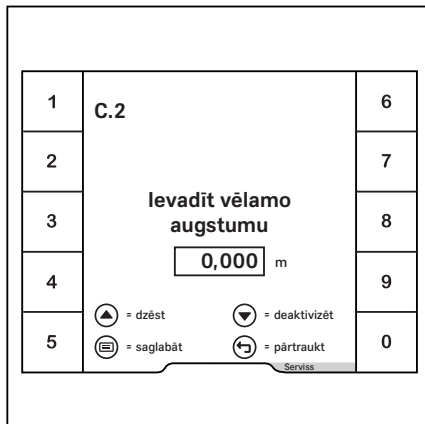 1
2
3
4
5
C.2
Ievadīt vēlamo
augstumu
0,000 m
= dzēst = deaktivizēt
= saglabāt = pārtraukt
Serviss
6
7
8
9
0